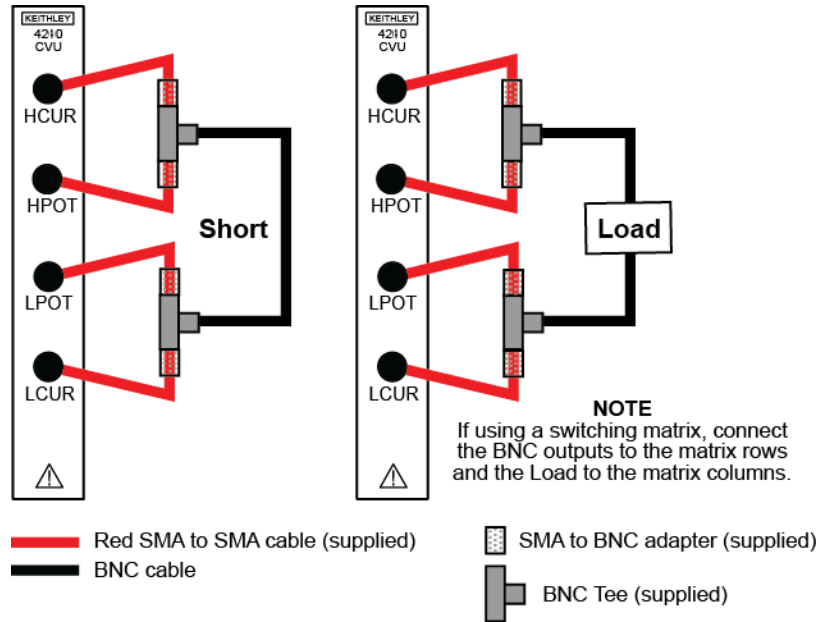 KEITHLEY
4210
CVU
HCUR
HPOT
LPOT
LCUR
Short
KEITHLEY
4210
CVU
HCUR
HPOT
LPOT
LCUR
Load
NOTE
If using a switching matrix, connect
the BNC outputs to the matrix rows
and the Load to the matrix columns.
Red SMA to SMA cable (supplied)
BNC cable
SMA to BNC adapter (supplied)
BNC Tee (supplied)